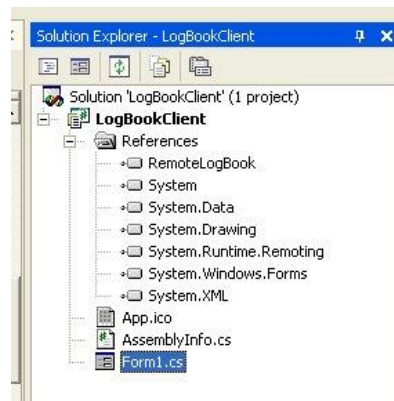 Solution Explorer - LogBookClient
Solution 'LogBookClient' (1 project)
LogBookClient
References
RemoteLogBook
System
System.Data
System.Drawing
System.Runtime.Remoting
System.Windows.Forms
System.XML
App.ico
AssemblyInfo.cs
Form1.cs